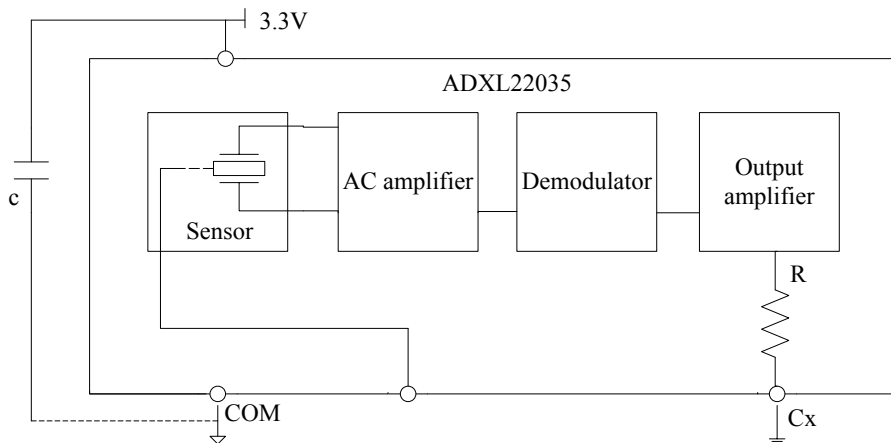 3.3V
ADXL22035
AC amplifier
Demodulator
Output
amplifier
c
Sensor
R
COM
Cx